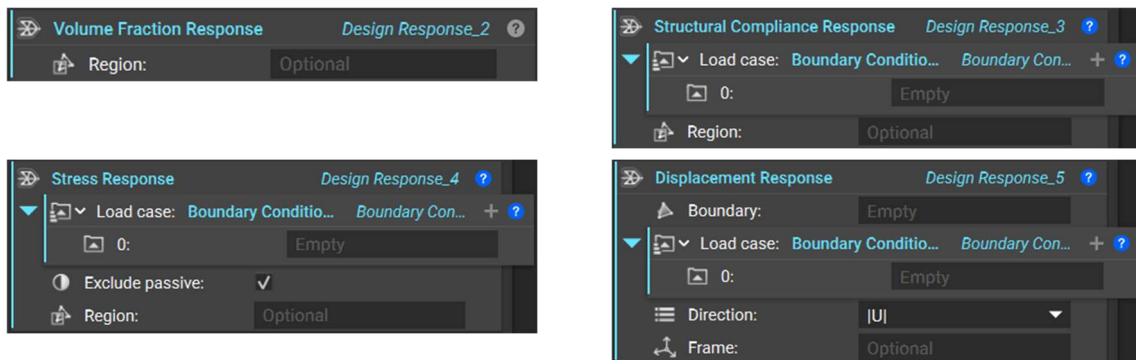 Volume Fraction Response Design Response_2 ?
Region: Optional
Structural Compliance Response Design Response_3 ?
Load case: Boundary Conditio... Boundary Con... + ?
0: Empty
Region: Optional
Stress Response Design Response_4 ?
Load case: Boundary Conditio... Boundary Con... + ?
0: Empty
Exclude passive:
Region: Optional
Displacement Response Design Response_5 ?
Boundary: Empty
Load case: Boundary Conditio... Boundary Con... + ?
0: Empty
Direction: |U|
Frame: Optional